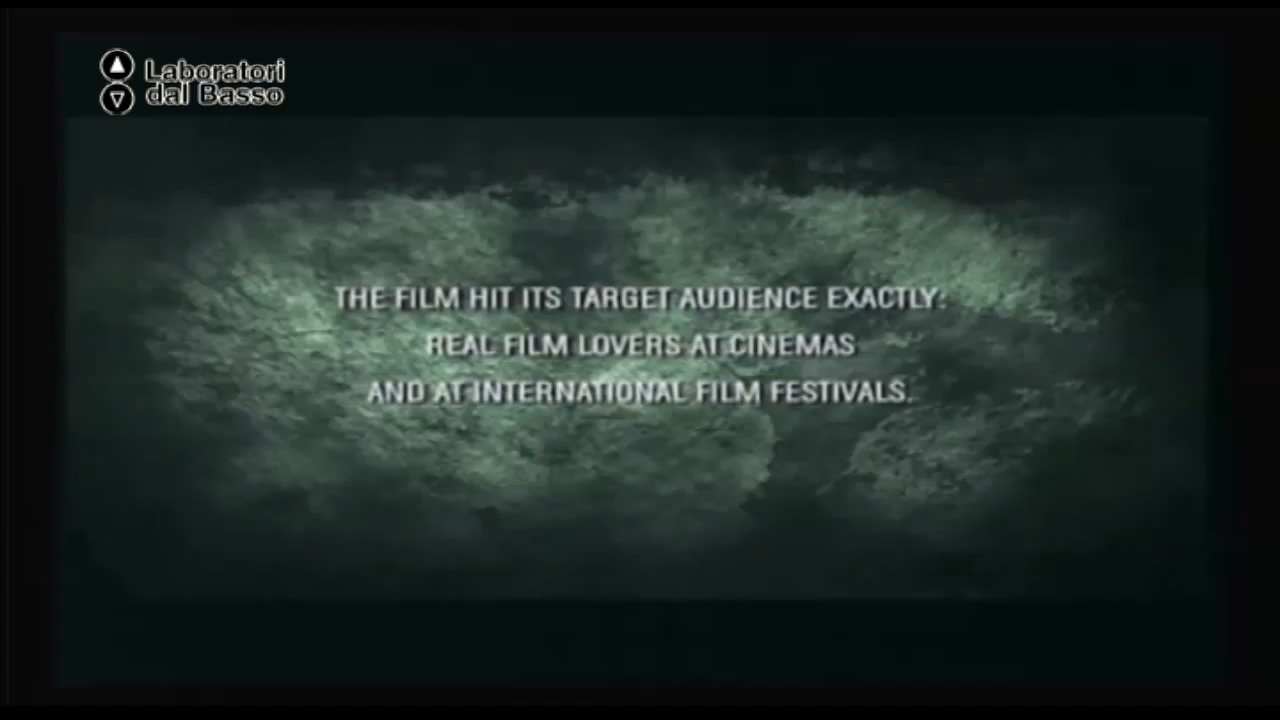 Laboratori
dal Basso
THE FILM HIT ITS TARGET AUDIENCE EXACTLY:
REAL FILM LOVERS AT CINEMAS
AND AT INTERNATIONAL FILM FESTIVALS.